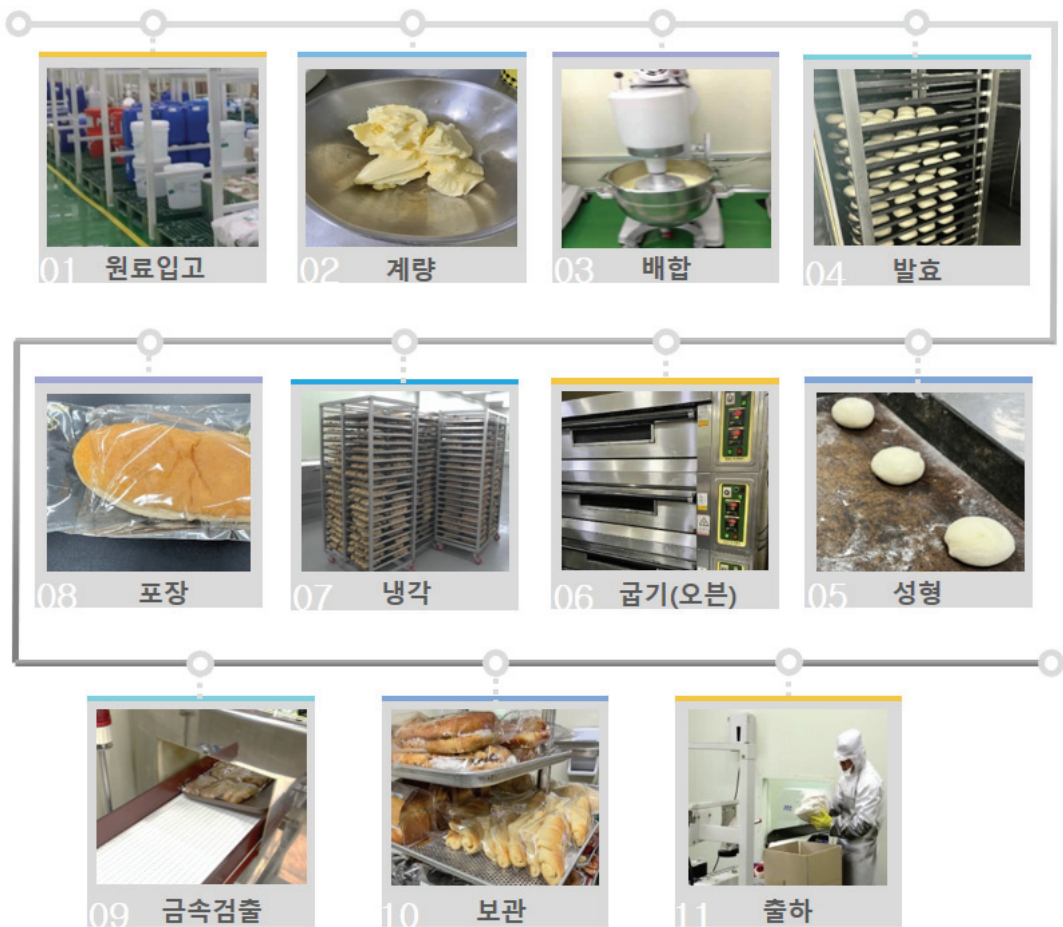 01 원료입고
02 계량
03 배합
04 발효
08 포장
07 냉각
06 굽기(오븐)
05 성형
09 금속검출
10 보관
11 출하